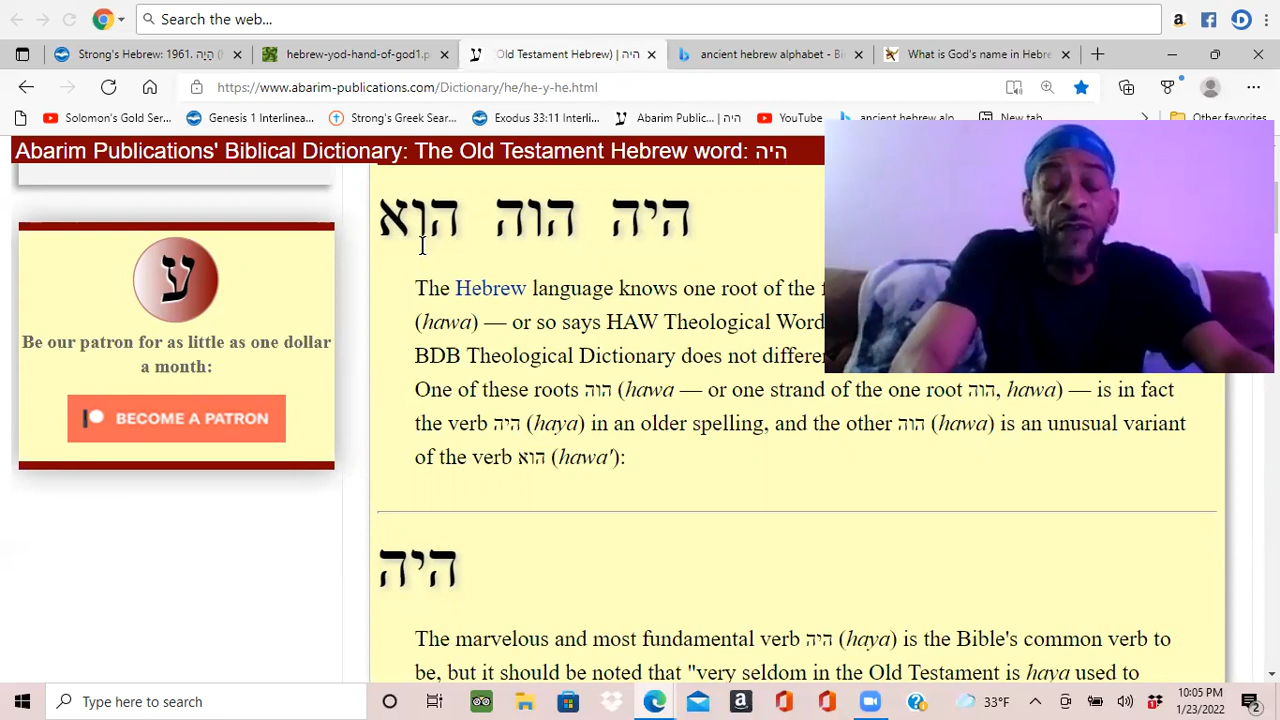 Search the web...
Strong's Hebrew: 1961. הָיָה
hebrew-yod-hand-of-god1.p
Old Testament Hebrew) | היה
ancient hebrew alphabet - Bi
What is God's name in Hebre
https://www.abarim-publications.com/Dictionary/he/he-y-he.html
Solomon's Gold Ser...
Genesis 1 Interlinea...
Strong's Greek Sear...
Exodus 33:11 Interli...
Abarim Public... | היה
YouTube
ancient hebrew alp...
New tab
Other favorites
Abarim Publications' Biblical Dictionary: The Old Testament Hebrew word: היה
היה הוה הוא
ע
Be our patron for as little as one dollar
a month:
BECOME A PATRON
The Hebrew language knows one root of the f
(hawa) — or so says HAW Theological Word
BDB Theological Dictionary does not differe
One of these roots הוה (hawa — or one strand of the one root הוה, hawa) — is in fact
the verb היה (haya) in an older spelling, and the other הוה (hawa) is an unusual variant
of the verb הוא (hawa'):
היה
The marvelous and most fundamental verb היה (haya) is the Bible's common verb to
be, but it should be noted that "very seldom in the Old Testament is haya used to
Type here to search
33°F
10:05 PM
1/23/2022
2